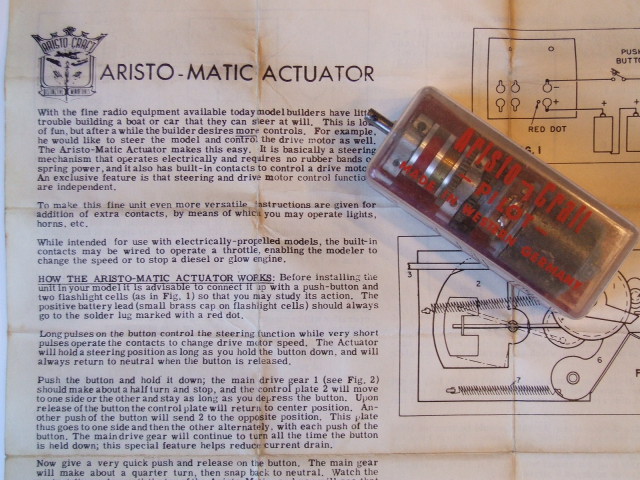 ARISTO CRAFT
ARISTO-MATIC ACTUATOR
With the fine radio equipment available today model builders have
trouble building a boat or car that they can steer at will. This is
of fun, but after a while the builder desires more controls. For example,
he would like to steer the model and control the drive motor as well.
The Aristo-Matic Actuator makes this easy. It is basically a steering
mechanism that operates electrically and requires no rubber bands
spring power, and it also has built-in contacts to control a drive
An exclusive feature is that steering and drive motor control
are independent.
To make this fine unit even more versatile, instructions are given for
addition of extra contacts, by means of which you may operate lights,
horns, etc.
While intended for use with electrically-propelled models, the built-in
contacts may be wired to operate a throttle, enabling the modeler to
change the speed or to stop a diesel or glow engine.
HOW THE ARISTO-MATIC ACTUATOR WORKS: Before installing the
unit in your model it is advisable to connect it up with a push-button and
two flashlight cells (as in Fig. 1) so that you may study its action. The
positive battery lead (small brass cap on flashlight cells) should always
go to the solder lug marked with a red dot.
Long pulses on the button control the steering function while very short
pulses operate the contacts to change drive motor speed. The Actuator
will hold a steering position as long as you hold the button down, and will
always return to neutral when the button is released.
Push the button and hold it down; the main drive gear 1 (see Fig. 2)
should make about a half turn and stop, and the control plate 2 will move
to one side or the other and stay as long as you depress the button. Upon
release of the button the control plate will return to center position. An-
other push of the button will send 2 to the opposite position. This plate
thus goes to one side and then the other alternately, with each push of the
button. The main drive gear will continue to turn all the time the button
is held down; this special feature helps reduce current drain.
Now give a very quick push and release on the button. The main gear
will make about a quarter turn, then snap back to neutral. Watch the
PUSH
BUTTO
RED DOT
1
Aristo-Craft
PILOT
MADE IN WESTERN GERMANY
3
2
6
7
F